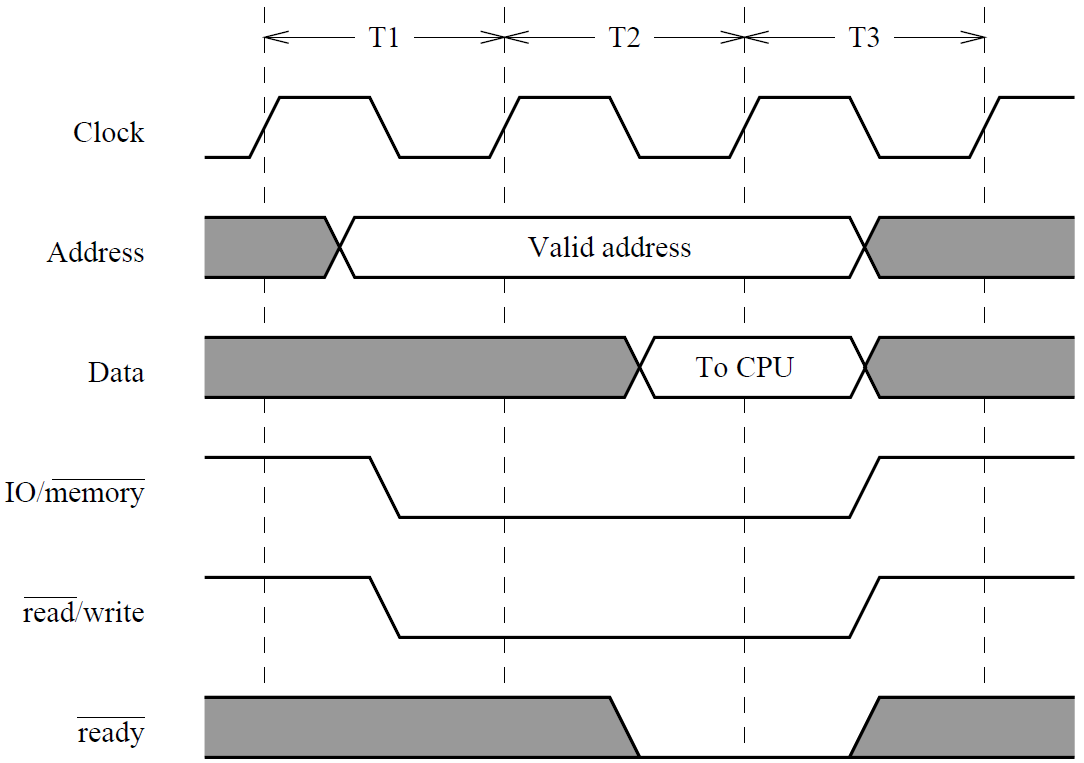 T1 T2 T3
Clock
Address Valid address
Data To CPU
IO/memory
read/write
ready